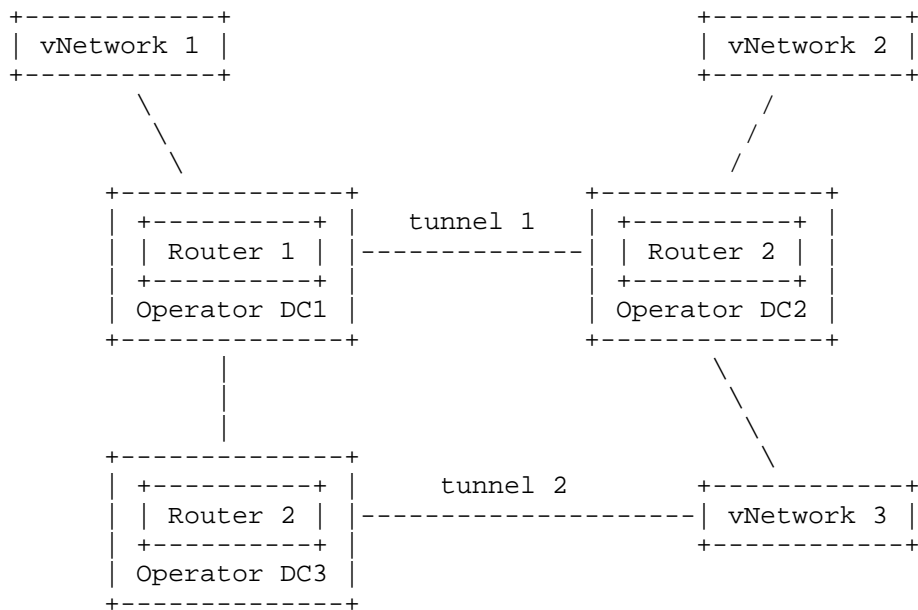 vNetwork 1
vNetwork 2
tunnel 1
Router 1
Router 2
Operator DC1
Operator DC2
tunnel 2
vNetwork 3
Router 2
Operator DC3